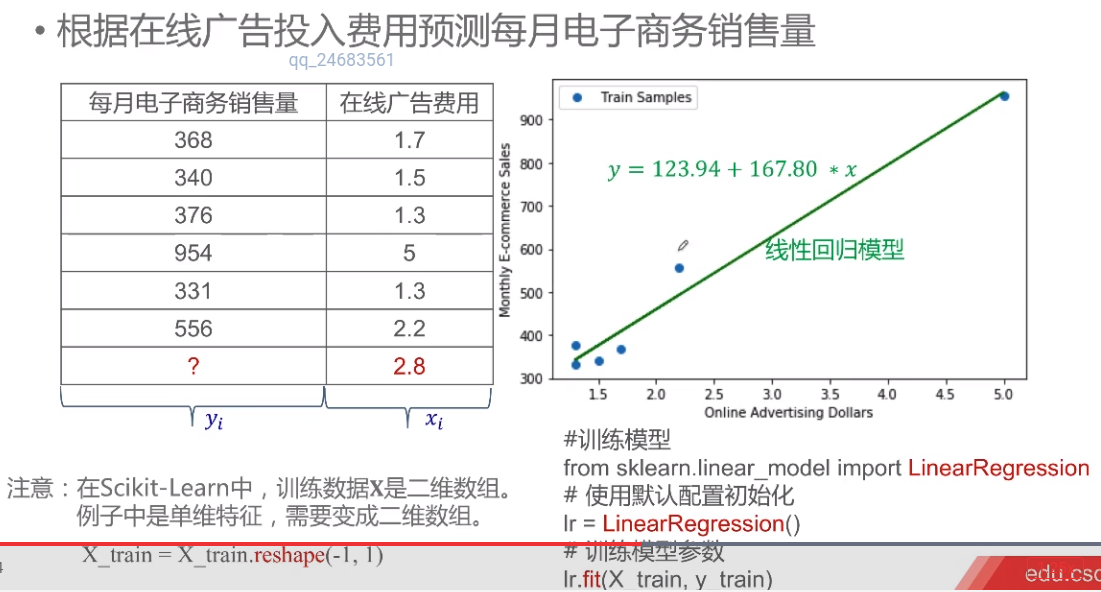 • 根据在线广告投入费用预测每月电子商务销售量
qq_24683561
每月电子商务销售量 在线广告费用
368 1.7
340 1.5
376 1.3
954 5
331 1.3
556 2.2
? 2.8
yᵢ xᵢ
Train Samples
y = 123.94 + 167.80 * x
线性回归模型
Monthly E-commerce Sales
900
800
700
600
500
400
300
1.5 2.0 2.5 3.0 3.5 4.0 4.5 5.0
Online Advertising Dollars
注意：在Scikit-Learn中，训练数据X是二维数组。
例子中是单维特征，需要变成二维数组。
X_train = X_train.reshape(-1, 1)
#训练模型
from sklearn.linear_model import LinearRegression
# 使用默认配置初始化
lr = LinearRegression()
# 训练模型参数
lr.fit(X_train, y_train)
4